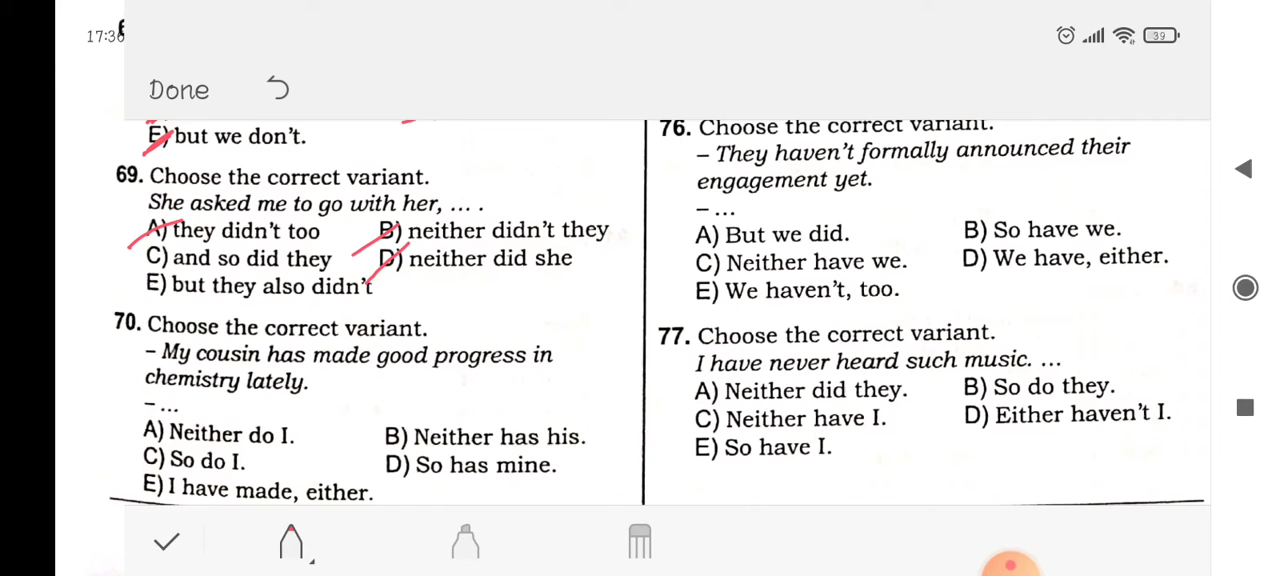 17:36
39
Done
E) but we don't.
69. Choose the correct variant.
She asked me to go with her, ... .
A) they didn't too
B) neither didn't they
C) and so did they
D) neither did she
E) but they also didn't
70. Choose the correct variant.
– My cousin has made good progress in
chemistry lately.
– ...
A) Neither do I.
B) Neither has his.
C) So do I.
D) So has mine.
E) I have made, either.
76. Choose the correct variant.
– They haven't formally announced their
engagement yet.
– ...
A) But we did.
B) So have we.
C) Neither have we.
D) We have, either.
E) We haven't, too.
77. Choose the correct variant.
I have never heard such music. ...
A) Neither did they.
B) So do they.
C) Neither have I.
D) Either haven't I.
E) So have I.